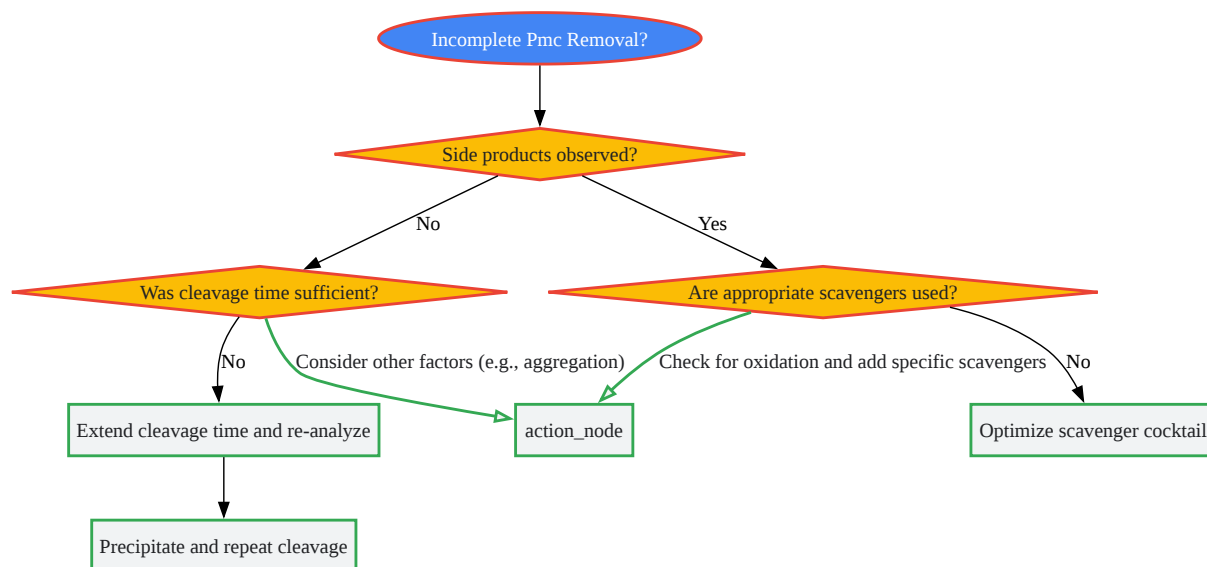 Incomplete Pmc Removal?
Side products observed?
No
Yes
Was cleavage time sufficient?
Are appropriate scavengers used?
No
Consider other factors (e.g., aggregation)
Check for oxidation and add specific scavengers
No
Extend cleavage time and re-analyze
action_node
Optimize scavenger cocktail
Precipitate and repeat cleavage